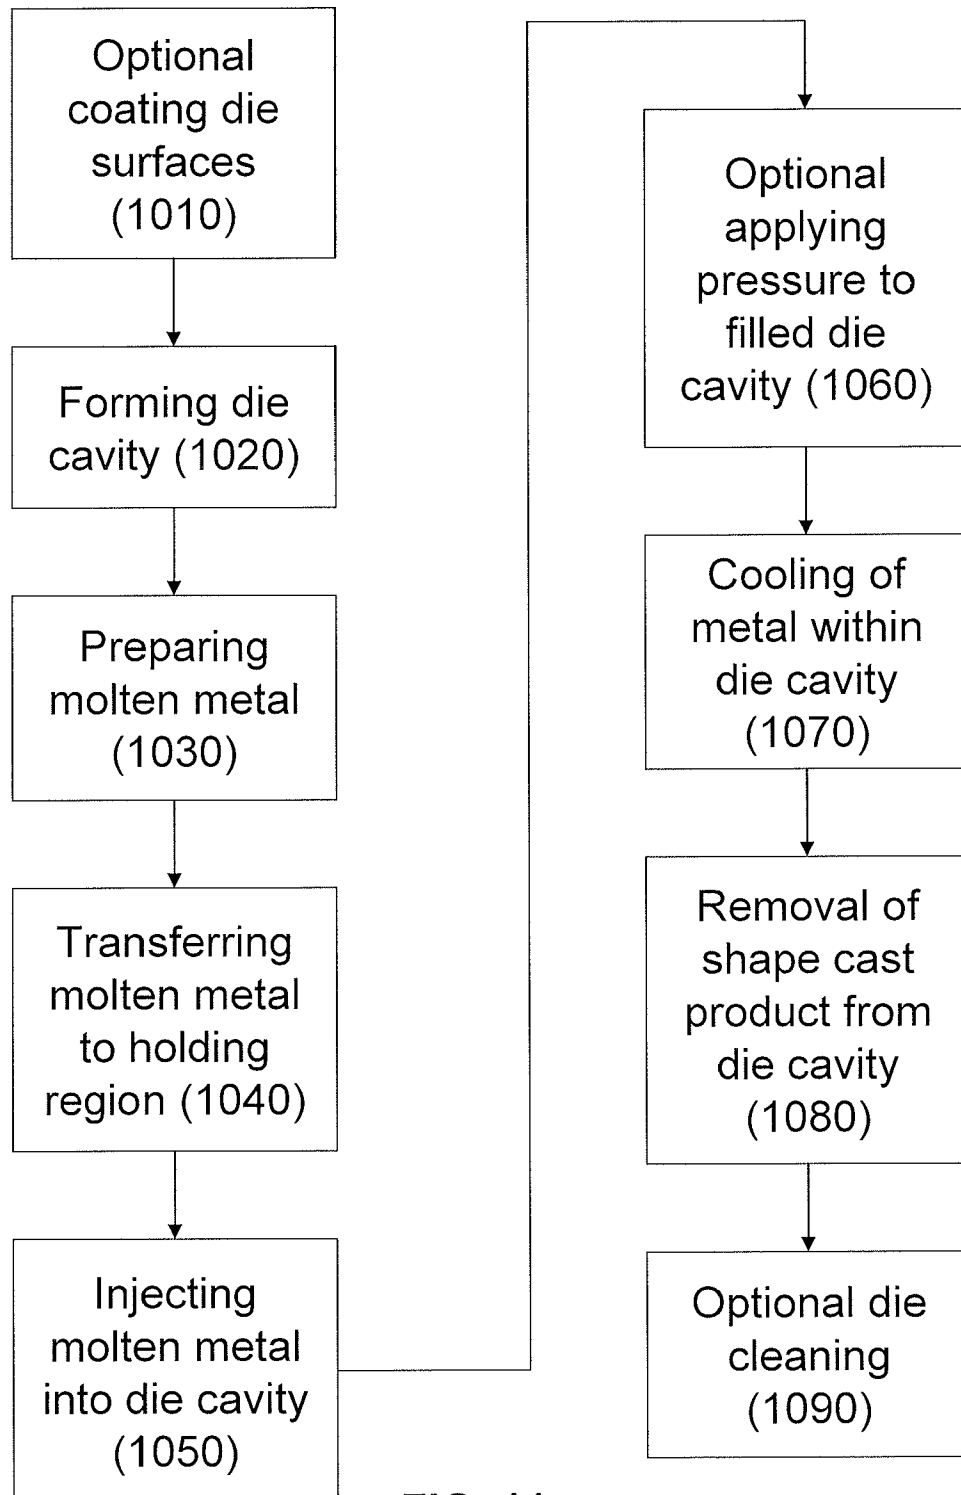 Optional
coating die
surfaces
(1010)
Forming die
cavity (1020)
Preparing
molten metal
(1030)
Transferring
molten metal
to holding
region (1040)
Injecting
molten metal
into die cavity
(1050)
Optional
applying
pressure to
filled die
cavity (1060)
Cooling of
metal within
die cavity
(1070)
Removal of
shape cast
product from
die cavity
(1080)
Optional die
cleaning
(1090)